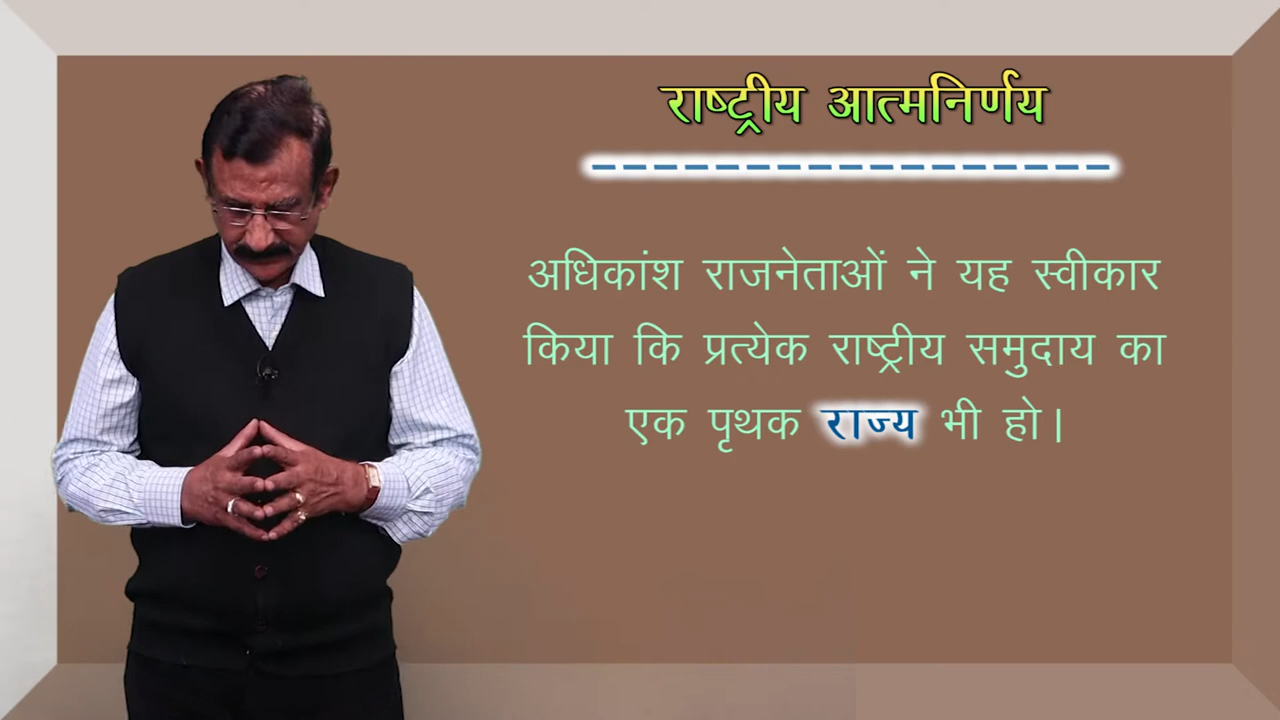 राष्ट्रीय आत्मनिर्णय
अधिकांश राजनेताओं ने यह स्वीकार
किया कि प्रत्येक राष्ट्रीय समुदाय का
एक पृथक राज्य भी हो।